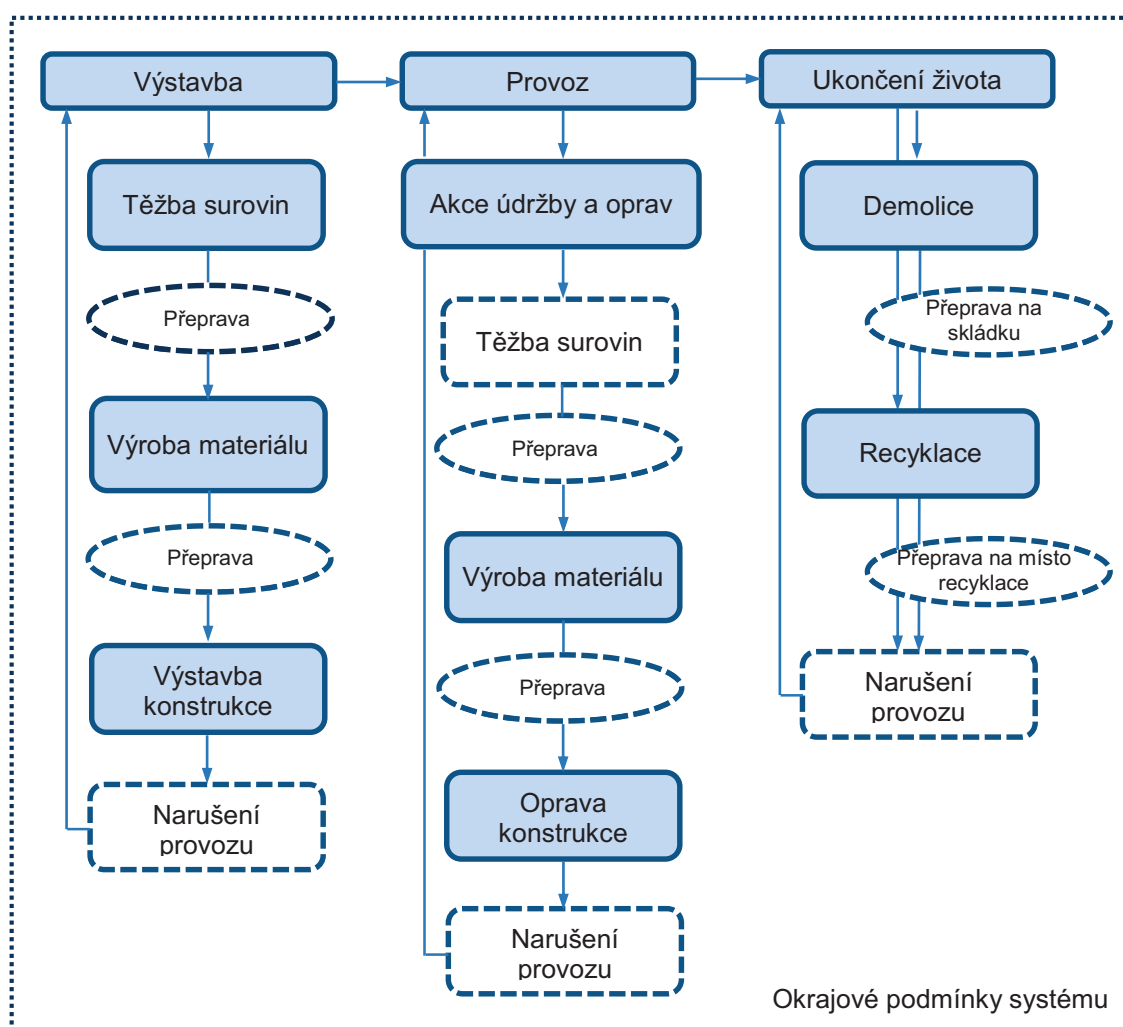 Výstavba
Těžba surovin
Přeprava
Výroba materiálu
Přeprava
Výstavba
konstrukce
Narušení
provozu
Provoz
Akce údržby a oprav
Těžba surovin
Přeprava
Výroba materiálu
Přeprava
Oprava
konstrukce
Narušení
provozu
Ukončení života
Demolice
Přeprava na
skládku
Recyklace
Přeprava na místo
recyklace
Narušení
provozu
Okrajové podmínky systému